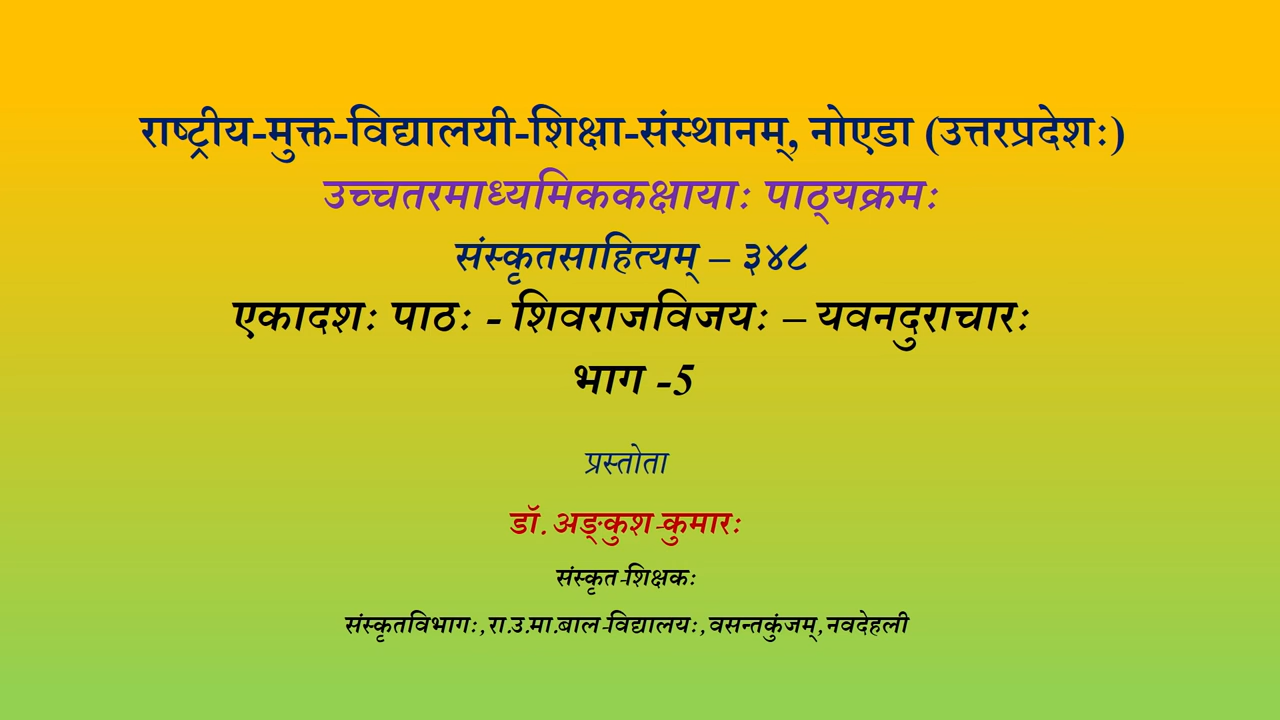 राष्ट्रीय-मुक्त-विद्यालयी-शिक्षा-संस्थानम्, नोएडा (उत्तरप्रदेशः)
उच्चतरमाध्यमिककक्षायाः पाठ्यक्रमः
संस्कृतसाहित्यम् – ३४८
एकादशः पाठः - शिवराजविजयः – यवनदुराचारः
भाग -5
प्रस्तोता
डॉ. अङ्कुश-कुमारः
संस्कृत-शिक्षकः
संस्कृतविभागः, रा.उ.मा.बाल-विद्यालयः, वसन्तकुंजम्, नवदेहली